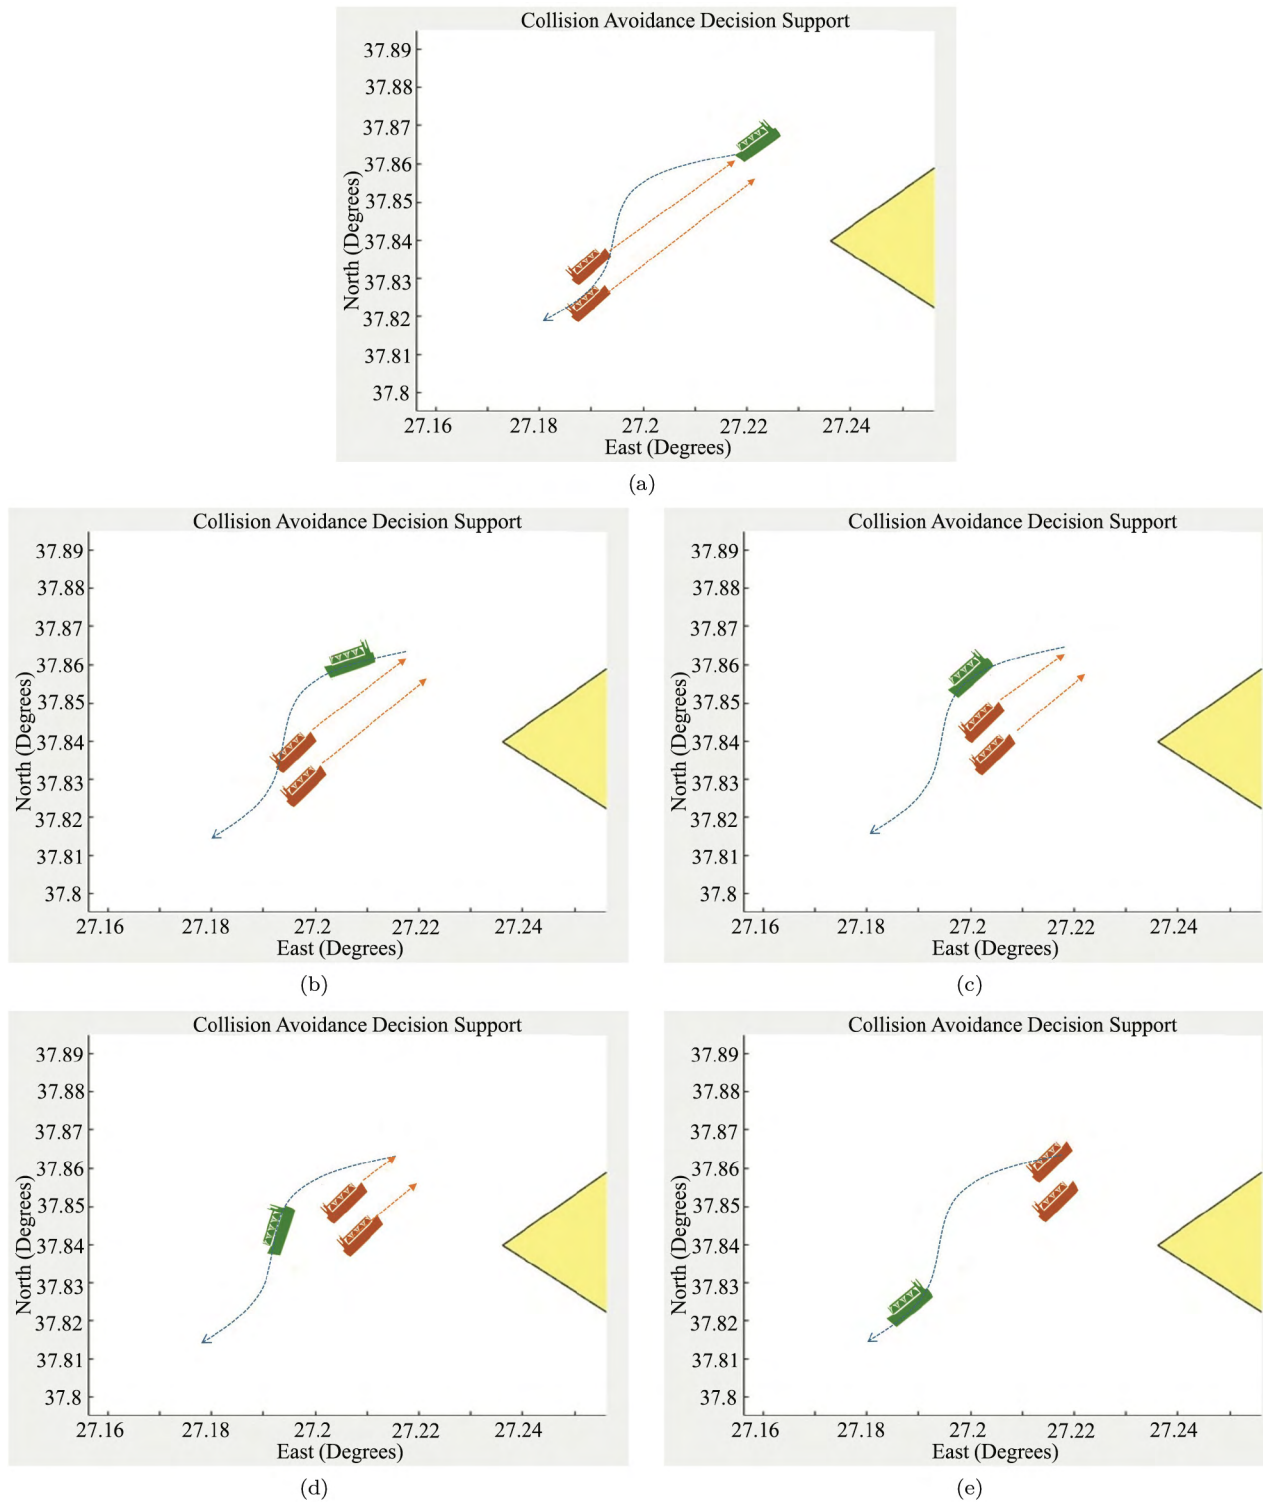 Collision Avoidance Decision Support
37.89
37.88
37.87
37.86
37.85
37.84
37.83
37.82
37.81
37.8
North (Degrees)
27.16 27.18 27.2 27.22 27.24
East (Degrees)
(a)
Collision Avoidance Decision Support
37.89
37.88
37.87
37.86
37.85
37.84
37.83
37.82
37.81
37.8
North (Degrees)
27.16 27.18 27.2 27.22 27.24
East (Degrees)
(b)
Collision Avoidance Decision Support
37.89
37.88
37.87
37.86
37.85
37.84
37.83
37.82
37.81
37.8
North (Degrees)
27.16 27.18 27.2 27.22 27.24
East (Degrees)
(c)
Collision Avoidance Decision Support
37.89
37.88
37.87
37.86
37.85
37.84
37.83
37.82
37.81
37.8
North (Degrees)
27.16 27.18 27.2 27.22 27.24
East (Degrees)
(d)
Collision Avoidance Decision Support
37.89
37.88
37.87
37.86
37.85
37.84
37.83
37.82
37.81
37.8
North (Degrees)
27.16 27.18 27.2 27.22 27.24
East (Degrees)
(e)